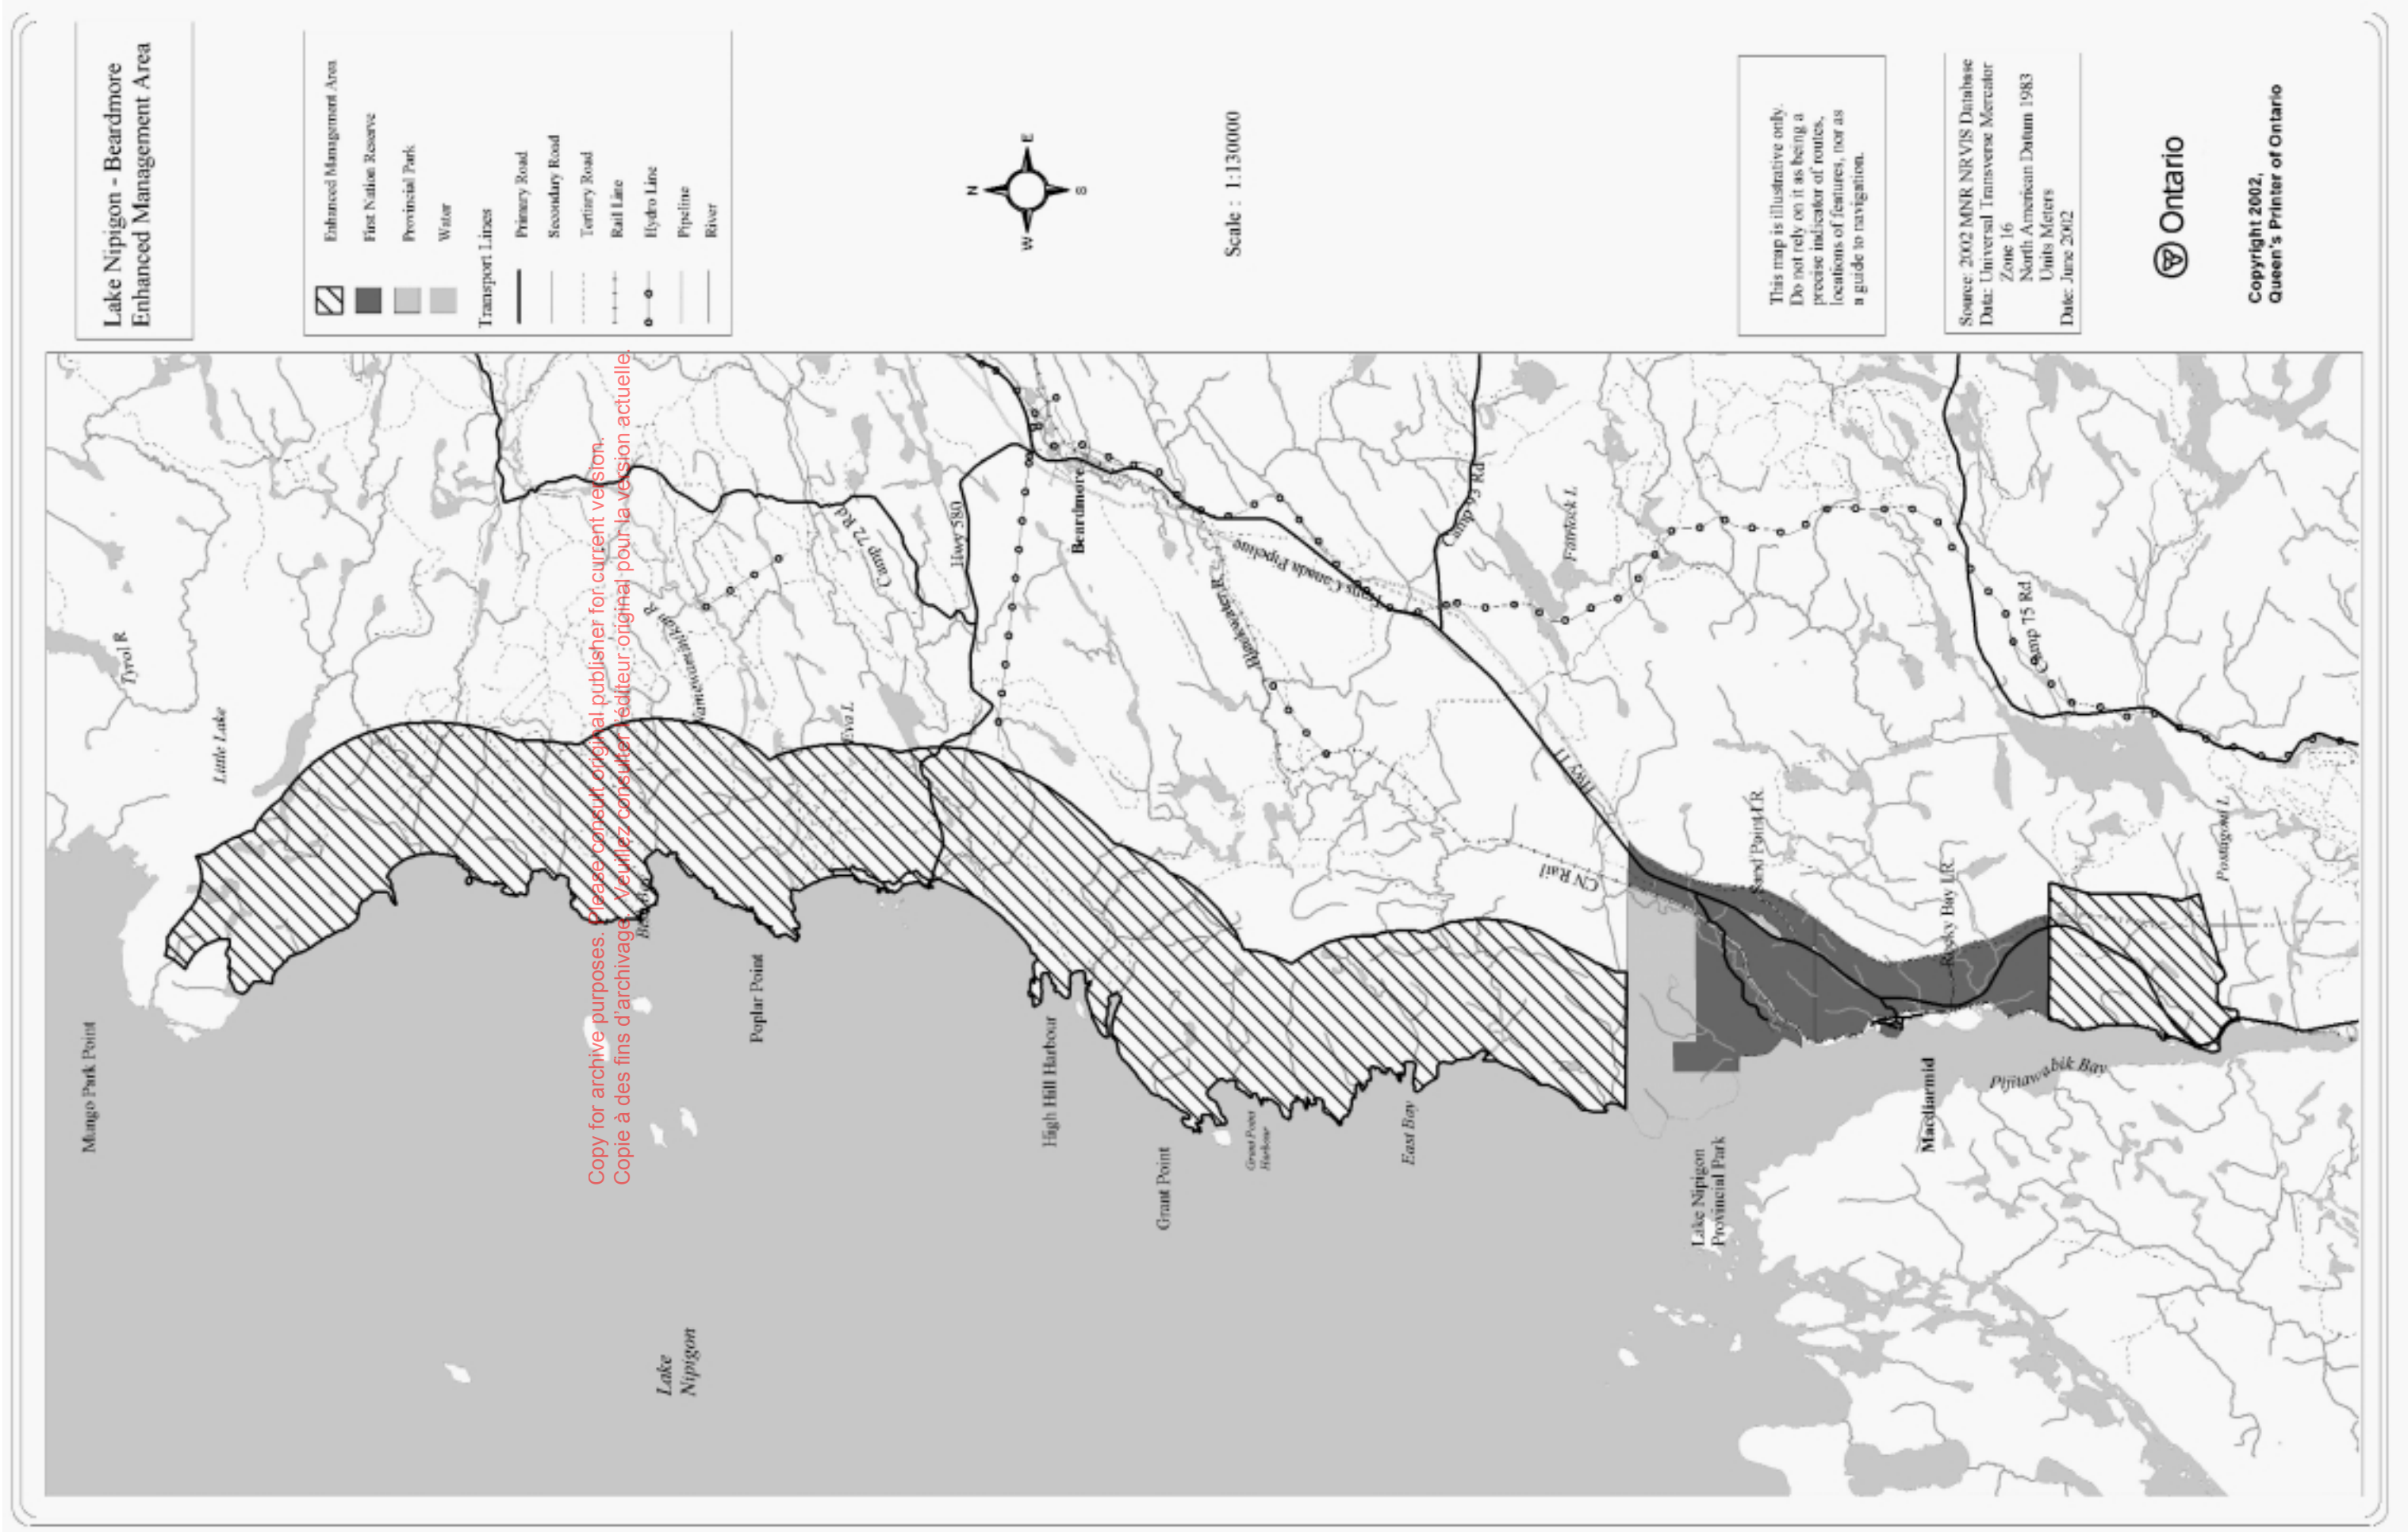 Lake Nipigon - Beardmore
Enhanced Management Area
Enhanced Management Area
First Nation Reserve
Provincial Park
Water
Transport Lines
Primary Road
Secondary Road
Tertiary Road
Rail Line
Hydro Line
Pipeline
River
N
W
E
S
Scale : 1:130000
This map is illustrative only.
Do not rely on it as being a
precise indicator of routes,
locations of features, nor as
a guide to navigation.
Source: 2002 MNR NRVIS Database
Data: Universal Transverse Mercator
Zone 16
North American Datum 1983
Units Meters
Date: June 2002
Ontario
Copyright 2002,
Queen's Printer of Ontario
Mungo Park Point
Tyrol R
Little Lake
Namewaminikan R
Camp 72 Rd
Hwy 580
Eva L
Beardmore
Poplar Point
High Hill Harbour
Blackwater R
Trans Canada Pipeline
Camp 93 Rd
Fairlock L
Hwy 11
CN Rail
Grant Point
Grant Point
Harbour
East Bay
Lake Nipigon
Provincial Park
Sand Point I.R.
Rocky Bay I.R.
Macdiarmid
Pijitawabik Bay
Camp 75 Rd
Postagoni L
Lake
Nipigon
Copy for archive purposes. Please consult original publisher for current version.
Copie à des fins d'archivage. Veuillez consulter l'éditeur original pour la version actuelle.